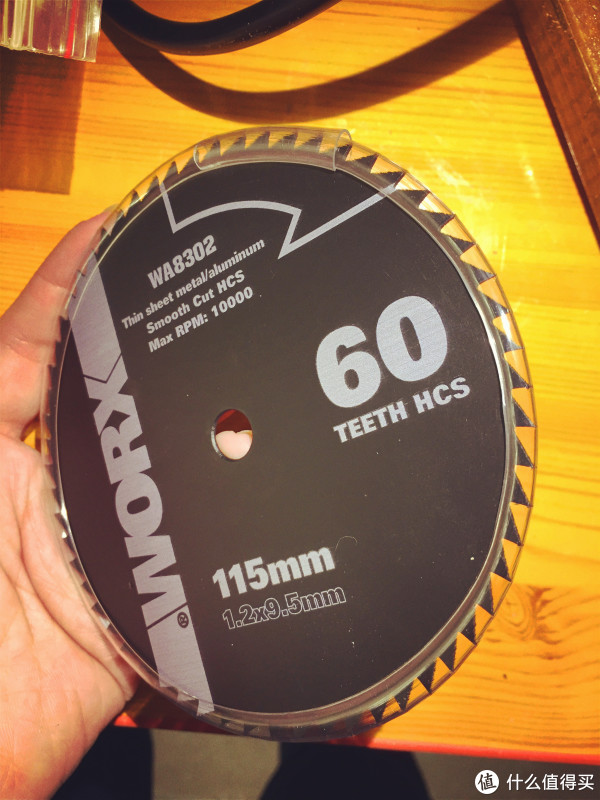 WA8302
Thin sheet metal/aluminum
Smooth Cut HCS
Max RPM: 10000
60
TEETH HCS
WORX®
115mm
1.2x9.5mm
值 什么值得买